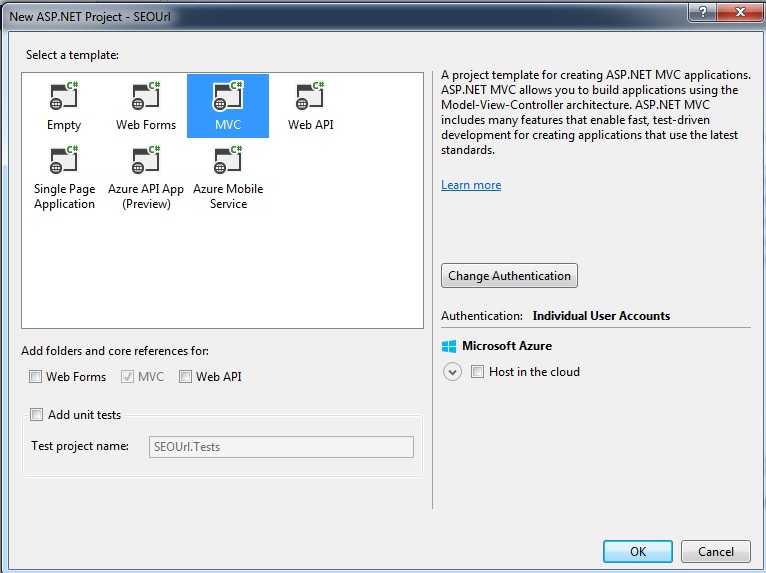 New ASP.NET Project - SEOUrl
?
Select a template:
C# C# C# C#
Empty Web Forms MVC Web API
C# C# C#
Single Page Azure API App Azure Mobile
Application (Preview) Service
A project template for creating ASP.NET MVC applications.
ASP.NET MVC allows you to build applications using the
Model-View-Controller architecture. ASP.NET MVC
includes many features that enable fast, test-driven
development for creating applications that use the latest
standards.
Learn more
Change Authentication
Authentication: Individual User Accounts
Microsoft Azure
Host in the cloud
Add folders and core references for:
Web Forms MVC Web API
Add unit tests
Test project name: SEOUrl.Tests
OK Cancel